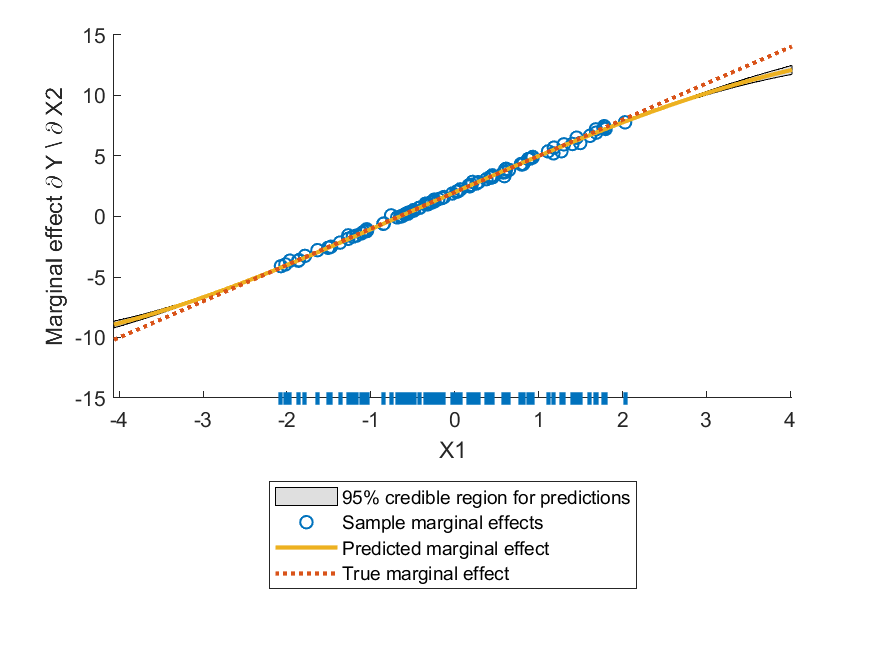 15
10
5
0
-5
-10
-15
Marginal effect ∂ Y \ ∂ X2
-4 -3 -2 -1 0 1 2 3 4
X1
95% credible region for predictions
Sample marginal effects
Predicted marginal effect
True marginal effect